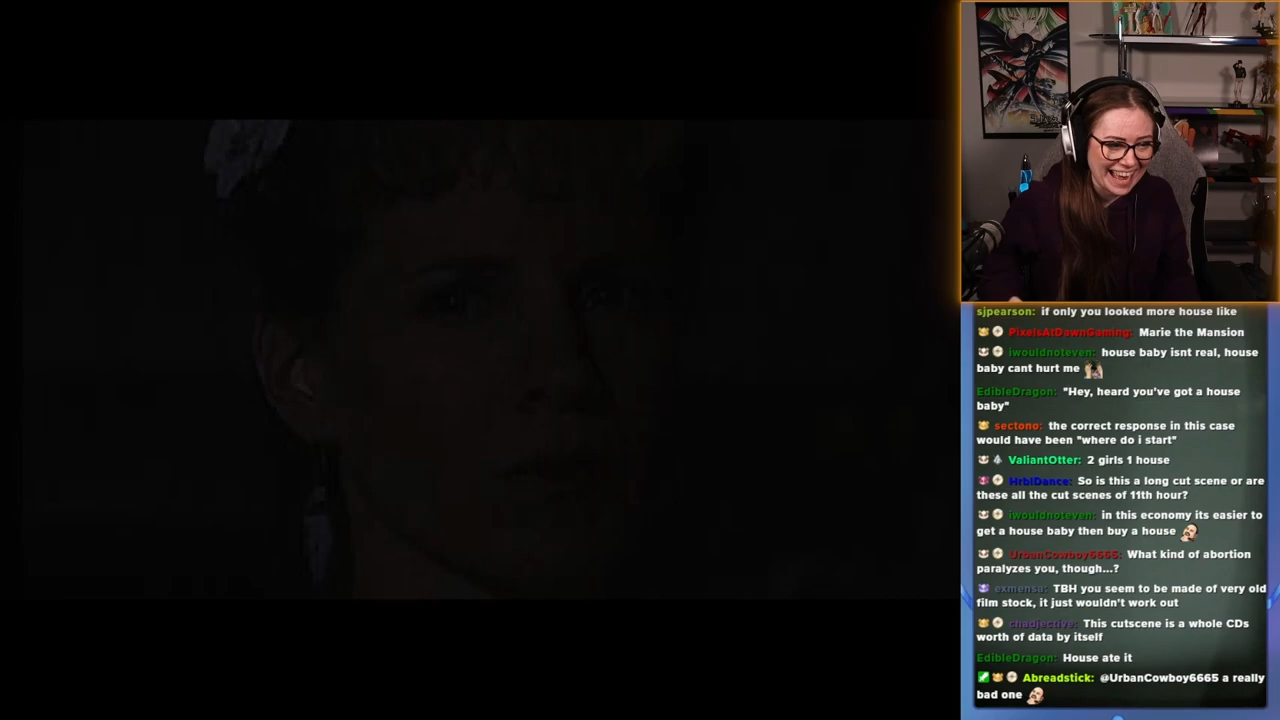 sjpearson: if only you looked more house like
PixelsAtDawnGaming: Marie the Mansion
iwouldnoteven: house baby isnt real, house
baby cant hurt me
EdibleDragon: "Hey, heard you've got a house
baby"
sectono: the correct response in this case
would have been "where do i start"
ValiantOtter: 2 girls 1 house
HrblDance: So is this a long cut scene or are
these all the cut scenes of 11th hour?
iwouldnoteven: in this economy its easier to
get a house baby then buy a house
UrbanCowboy6665: What kind of abortion
paralyzes you, though...?
exmensa: TBH you seem to be made of very old
film stock, it just wouldn't work out
chadjective: This cutscene is a whole CDs
worth of data by itself
EdibleDragon: House ate it
Abreadstick: @UrbanCowboy6665 a really
bad one